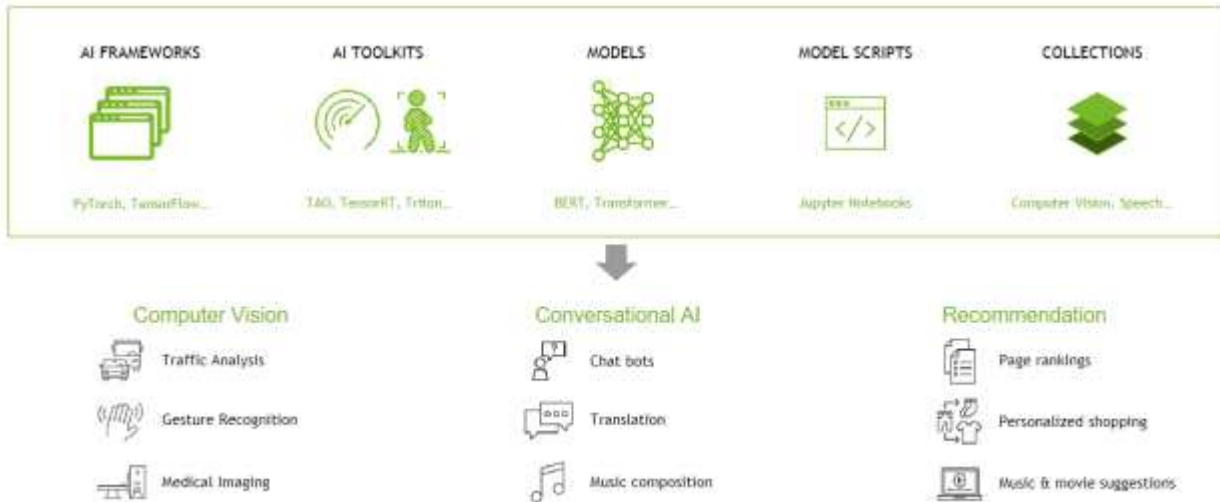 AI FRAMEWORKS AI TOOLKITS MODELS MODEL SCRIPTS COLLECTIONS
</>
PyTorch, TensorFlow... TAO, TensorRT, Triton... BERT, Transformer... Jupyter Notebooks Computer Vision, Speech...
Computer Vision Conversational AI Recommendation
?
Traffic Analysis Chat bots Page rankings
Gesture Recognition Translation Personalized shopping
Medical Imaging Music composition Music & movie suggestions